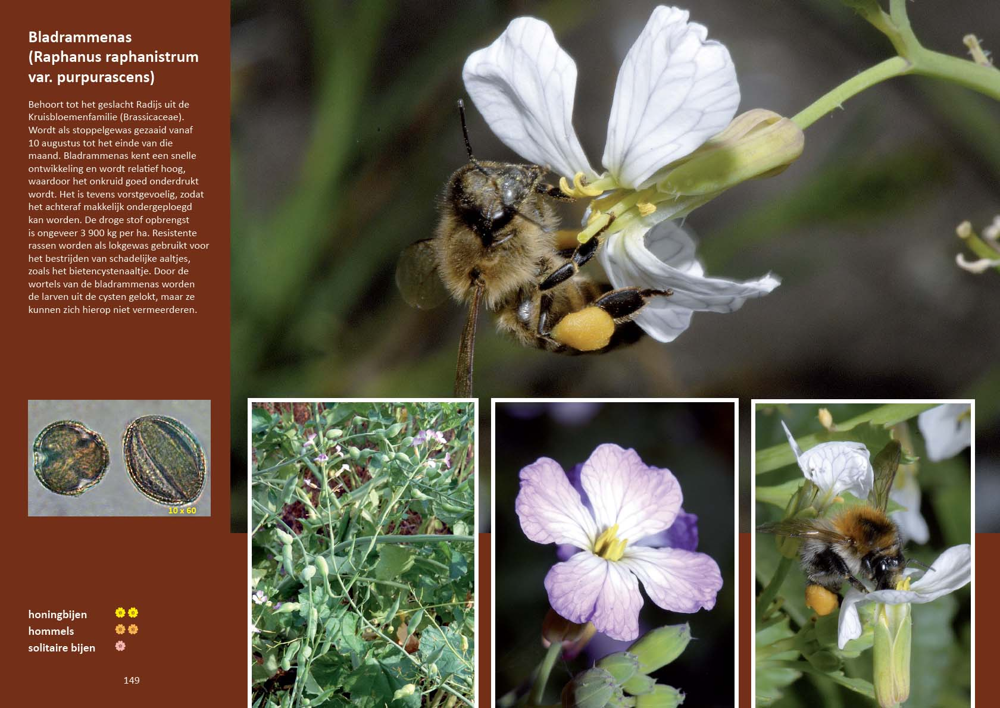 Bladrammenas
(Raphanus raphanistrum
var. purpurascens)
Behoort tot het geslacht Radijs uit de
Kruisbloemenfamilie (Brassicaceae).
Wordt als stoppelgewas gezaaid vanaf
10 augustus tot het einde van die
maand. Bladrammenas kent een snelle
ontwikkeling en wordt relatief hoog,
waardoor het onkruid goed onderdrukt
wordt. Het is tevens vorstgevoelig, zodat
het achteraf makkelijk ondergeploegd
kan worden. De droge stof opbrengst
is ongeveer 3 900 kg per ha. Resistente
rassen worden als lokgewas gebruikt voor
het bestrijden van schadelijke aaltjes,
zoals het bietencystenaaltje. Door de
wortels van de bladrammenas worden
de larven uit de cysten gelokt, maar ze
kunnen zich hierop niet vermeerderen.
10 x 60
honingbijen
hommels
solitaire bijen
149